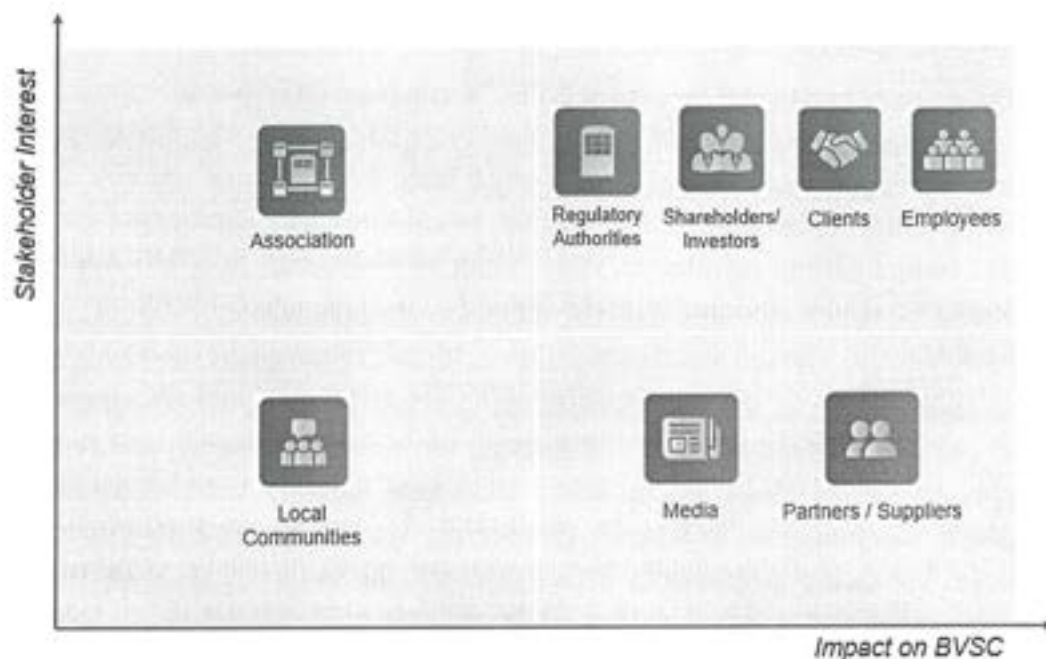 Stakeholder Interest
Association
Regulatory
Authorities
Shareholders/
Investors
Clients
Employees
Local
Communities
Media
Partners / Suppliers
Impact on BVSC